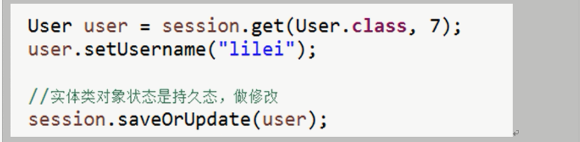 User user = session.get(User.class, 7);
user.setUsername("lilei");
//实体类对象状态是持久态，做修改
session.saveOrUpdate(user);